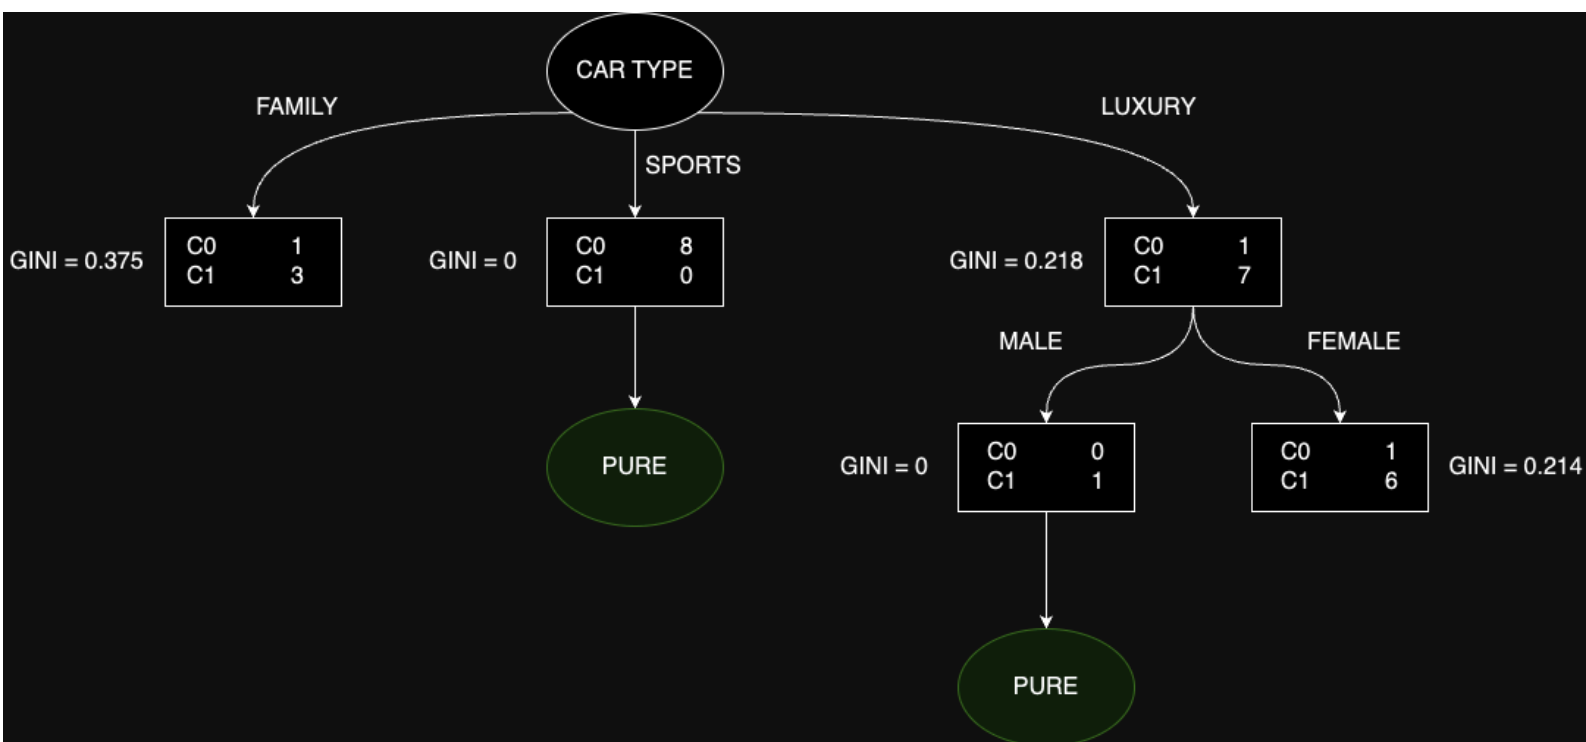 CAR TYPE
FAMILY
LUXURY
SPORTS
GINI = 0.375
C0 1
C1 3
GINI = 0
C0 8
C1 0
GINI = 0.218
C0 1
C1 7
MALE
FEMALE
PURE
GINI = 0
C0 0
C1 1
C0 1
C1 6
GINI = 0.214
PURE